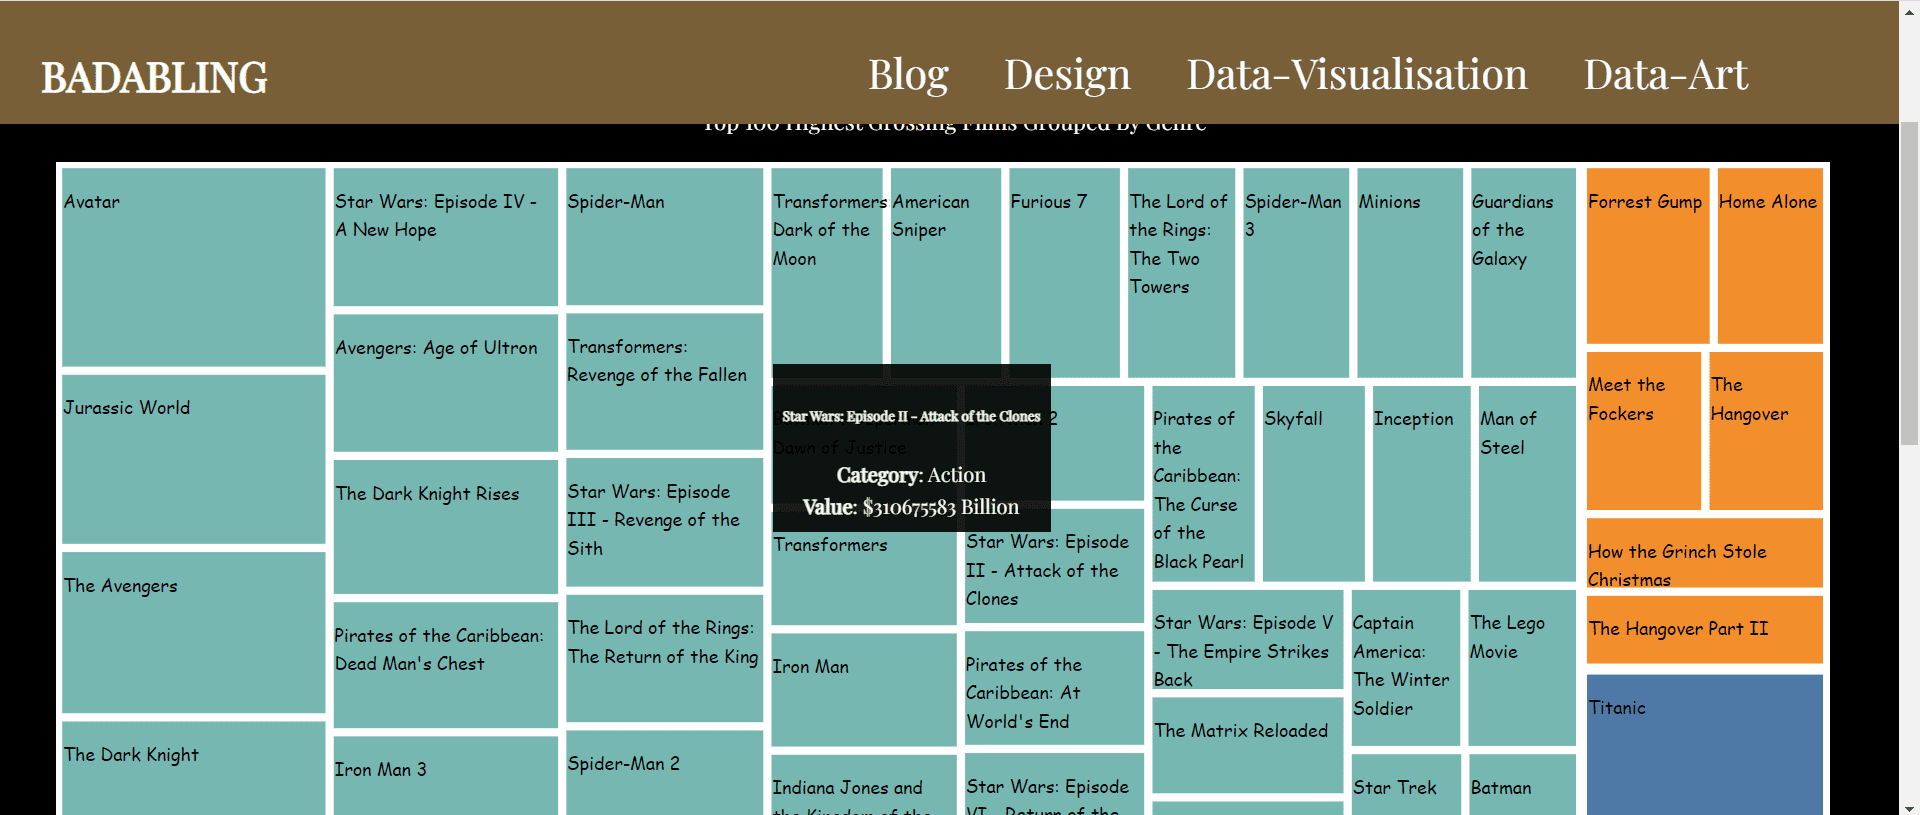 BADABLING
Blog
Design
Data-Visualisation
Data-Art
Top 100 Highest Grossing Films Grouped By Genre
Avatar
Jurassic World
The Avengers
The Dark Knight
Star Wars: Episode IV -
A New Hope
Avengers: Age of Ultron
The Dark Knight Rises
Pirates of the Caribbean:
Dead Man's Chest
Iron Man 3
Spider-Man
Transformers:
Revenge of the Fallen
Star Wars: Episode
III - Revenge of the
Sith
The Lord of the Rings:
The Return of the King
Spider-Man 2
Transformers
Dark of the
Moon
American
Sniper
Furious 7
The Lord of
the Rings:
The Two
Towers
Spider-Man
3
Minions
Guardians
of the
Galaxy
Dawn of Justice
2
Star Wars: Episode II - Attack of the Clones
Category: Action
Value: $310675583 Billion
Transformers
Iron Man
Indiana Jones and
the Kingdom of the
Star Wars: Episode
II - Attack of the
Clones
Pirates of the
Caribbean: At
World's End
Star Wars: Episode
VI - Return of the
Pirates of
the
Caribbean:
The Curse
of the
Black Pearl
Skyfall
Inception
Man of
Steel
Star Wars: Episode V
- The Empire Strikes
Back
The Matrix Reloaded
Captain
America:
The Winter
Soldier
The Lego
Movie
Star Trek
Batman
Forrest Gump
Home Alone
Meet the
Fockers
The
Hangover
How the Grinch Stole
Christmas
The Hangover Part II
Titanic